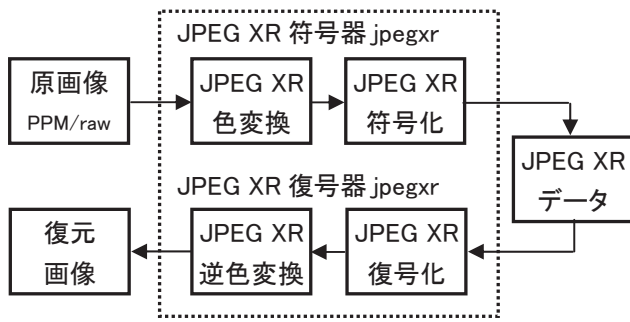 JPEG XR 符号器 jpegxr
原画像
PPM/raw
JPEG XR
色変換
JPEG XR
符号化
JPEG XR
データ
JPEG XR 復号器 jpegxr
復元
画像
JPEG XR
逆色変換
JPEG XR
復号化